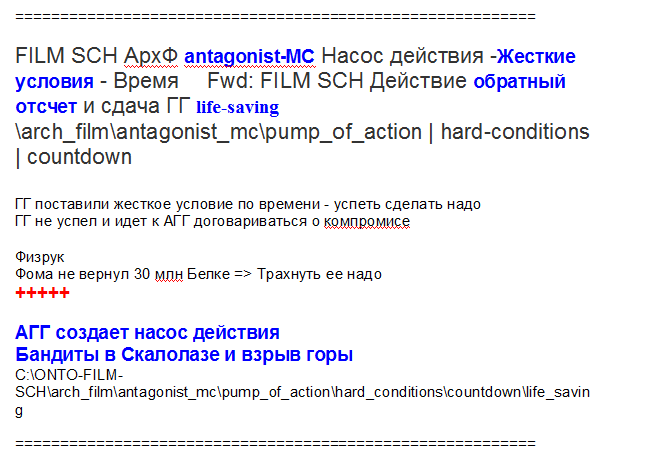 ==========================================================
FILM SCH АрхФ antagonist-MC Насос действия -Жесткие
условия - Время Fwd: FILM SCH Действие обратный
отсчет и сдача ГГ life-saving
\arch_film\antagonist_mc\pump_of_action | hard-conditions
| countdown
ГГ поставили жесткое условие по времени - успеть сделать надо
ГГ не успел и идет к АГГ договариваться о компромисе
Физрук
Фома не вернул 30 млн Белке => Трахнуть ее надо
+++++
АГГ создает насос действия
Бандиты в Скалолазе и взрыв горы
C:\ONTO-FILM-
SCH\arch_film\antagonist_mc\pump_of_action\hard_conditions\countdown\life_savin
g
==========================================================